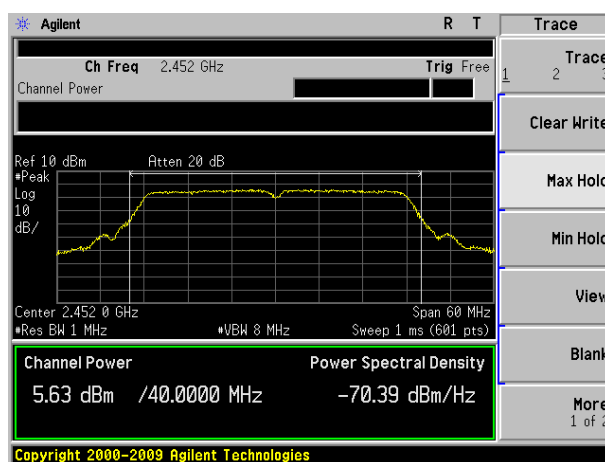 Agilent R T Trace
Ch Freq 2.452 GHz Trig Free
Channel Power
Trace
1 2 3
Clear Write
Max Hold
Min Hold
View
Blank
More
1 of 2
Ref 10 dBm Atten 20 dB
#Peak
Log
10
dB/
Center 2.452 0 GHz Span 60 MHz
#Res BW 1 MHz #VBW 8 MHz Sweep 1 ms (601 pts)
Channel Power Power Spectral Density
5.63 dBm /40.0000 MHz -70.39 dBm/Hz
Copyright 2000-2009 Agilent Technologies